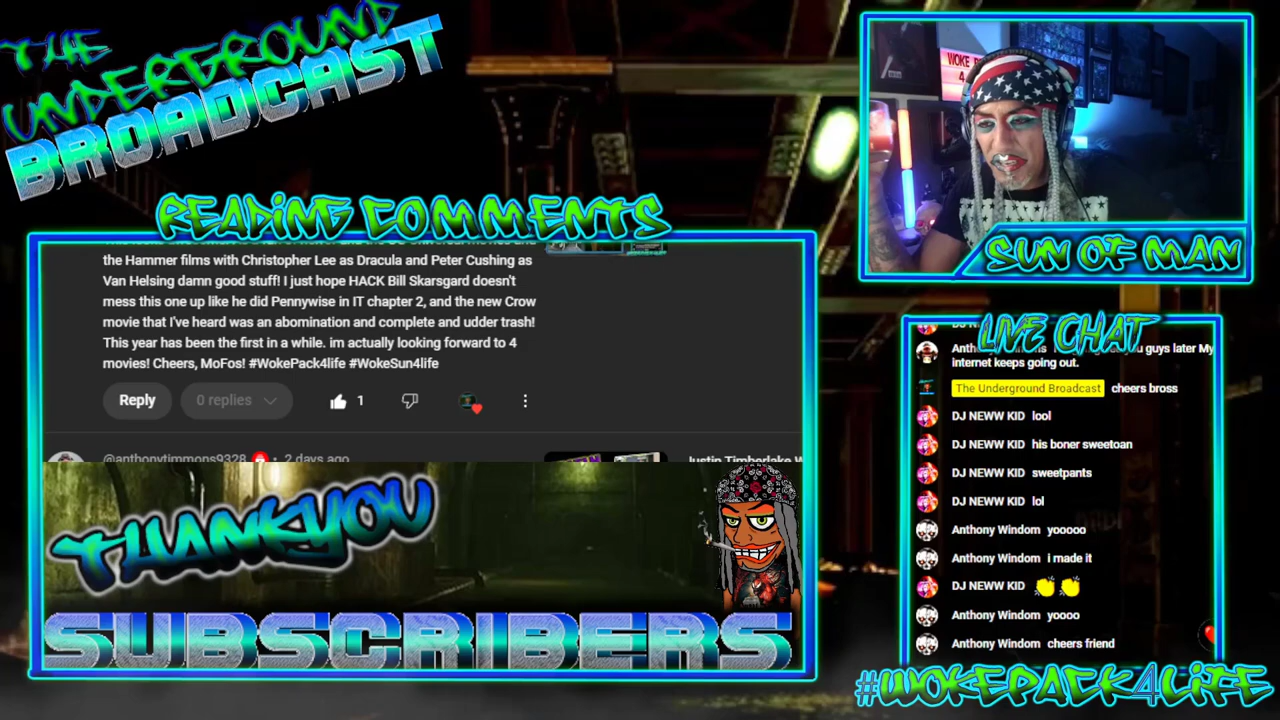 THE
UNDERGROUND
BROADCAST
READING COMMENTS
the Hammer films with Christopher Lee as Dracula and Peter Cushing as
Van Helsing damn good stuff! I just hope HACK Bill Skarsgard doesn't
mess this one up like he did Pennywise in IT chapter 2, and the new Crow
movie that I've heard was an abomination and complete and udder trash!
This year has been the first in a while. im actually looking forward to 4
movies! Cheers, MoFos! #WokePack4life #WokeSun4life
Reply
0 replies
1
@anthonytimmons9328
2 days ago
Justin Timberlake W
THANKYOU
SUBSCRIBERS
WOKE
4
SUN OF MAN
LIVE CHAT
guys later My
internet keeps going out.
The Underground Broadcast cheers bross
DJ NEWW KID lool
DJ NEWW KID his boner sweetoan
DJ NEWW KID sweetpants
DJ NEWW KID lol
Anthony Windom yooooo
Anthony Windom i made it
DJ NEWW KID 👏 👏
Anthony Windom yoooo
Anthony Windom cheers friend
#WOKEPACK4LIFE